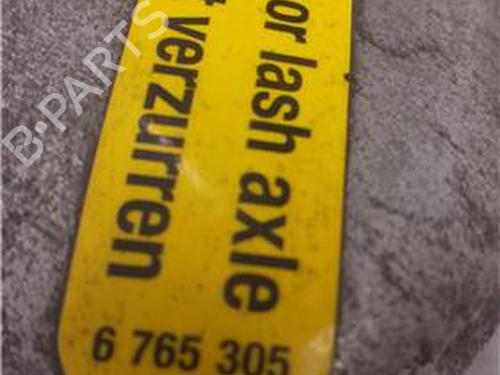 or lash axle
t verzurren
6 765 305
B-PARTS